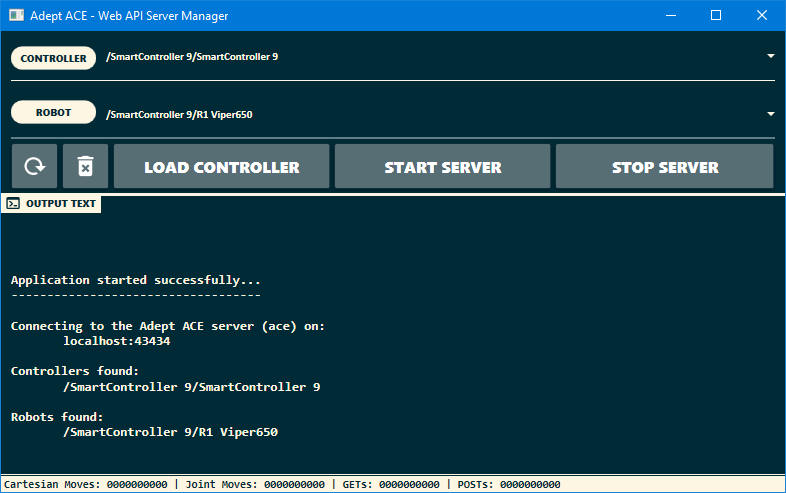 Adept ACE - Web API Server Manager
CONTROLLER /SmartController 9/SmartController 9
ROBOT /SmartController 9/R1 Viper650
LOAD CONTROLLER START SERVER STOP SERVER
OUTPUT TEXT
Application started successfully...
-----------------------------------
Connecting to the Adept ACE server (ace) on:
localhost:43434
Controllers found:
/SmartController 9/SmartController 9
Robots found:
/SmartController 9/R1 Viper650
Cartesian Moves: 0000000000 | Joint Moves: 0000000000 | GETs: 0000000000 | POSTs: 0000000000